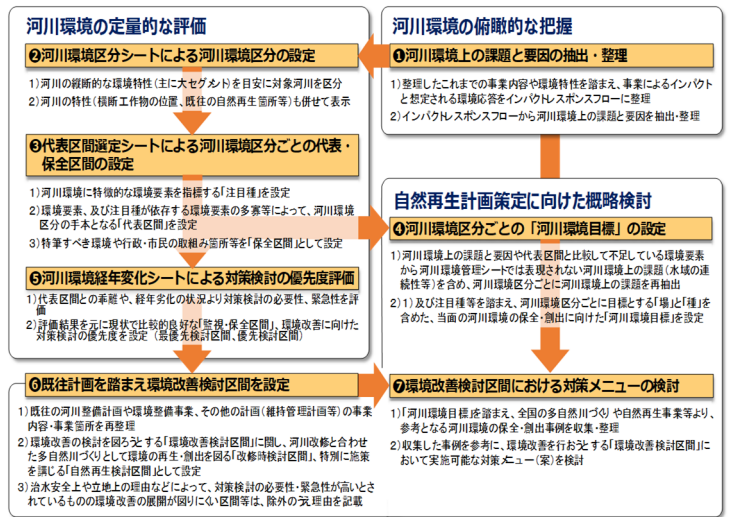 河川環境の定量的な評価
❷河川環境区分シートによる河川環境区分の設定
1)河川の縦断的な環境特性(主に大セグメント)を目安に対象河川を区分
2)河川の特性(横断工作物の位置、既往の自然再生箇所等)も併せて表示
❸代表区間選定シートによる河川環境区分ごとの代表・
保全区間の設定
1)河川環境に特徴的な環境要素を指標する「注目種」を設定
2)環境要素、及び注目種が依存する環境要素の多寡等によって、河川環境
区分の手本となる「代表区間」を設定
3)特筆すべき環境や行政・市民の取組み箇所等を「保全区間」として設定
❺河川環境経年変化シートによる対策検討の優先度評価
1)代表区間との乖離や、経年劣化の状況より対策検討の必要性、緊急性を評
価
2)評価結果を元に現状で比較的良好な「監視・保全区間」、環境改善に向けた
対策検討の優先度を設定(最優先検討区間、優先検討区間)
❻既往計画を踏まえ環境改善検討区間を設定
1)既往の河川整備計画や環境整備事業、その他の計画(維持管理計画等)の事業
内容・事業箇所を再整理
2)環境改善の検討を図ろうとする「環境改善検討区間」に関し、河川改修と合わせ
た多自然川づくりとして環境の再生・創出を図る「改修時検討区間」、特別に施策
を講じる「自然再生検討区間」として設定
3)治水安全上や立地上の理由などによって、対策検討の必要性・緊急性が高いとさ
れているものの環境改善の展開が図りにくい区間等は、除外のうえ理由を記載
河川環境の俯瞰的な把握
❶河川環境上の課題と要因の抽出・整理
1)整理したこれまでの事業内容や環境特性を踏まえ、事業によるインパクト
と想定される環境応答をインパクトレスポンスフローに整理
2)インパクトレスポンスフローから河川環境上の課題と要因を抽出・整理
自然再生計画策定に向けた概略検討
❹河川環境区分ごとの「河川環境目標」の設定
1)河川環境上の課題と要因や代表区間と比較して不足している環境要素
から河川環境管理シートでは表現されない河川環境上の課題(水域の連
続性等)を含め、河川環境区分ごとに河川環境上の課題を再抽出
2)1)及び注目種等を踏まえ、河川環境区分ごとに目標とする「場」と「種」を
含めた、当面の河川環境の保全・創出に向けた「河川環境目標」を設定
❼環境改善検討区間における対策メニューの検討
1)「河川環境目標」を踏まえ、全国の多自然川づくりや自然再生事業等より、
参考となる河川環境の保全・創出事例を収集・整理
2)収集した事例を参考に、環境改善を行おうとする「環境改善検討区間」に
おいて実施可能な対策メニュー(案)を検討